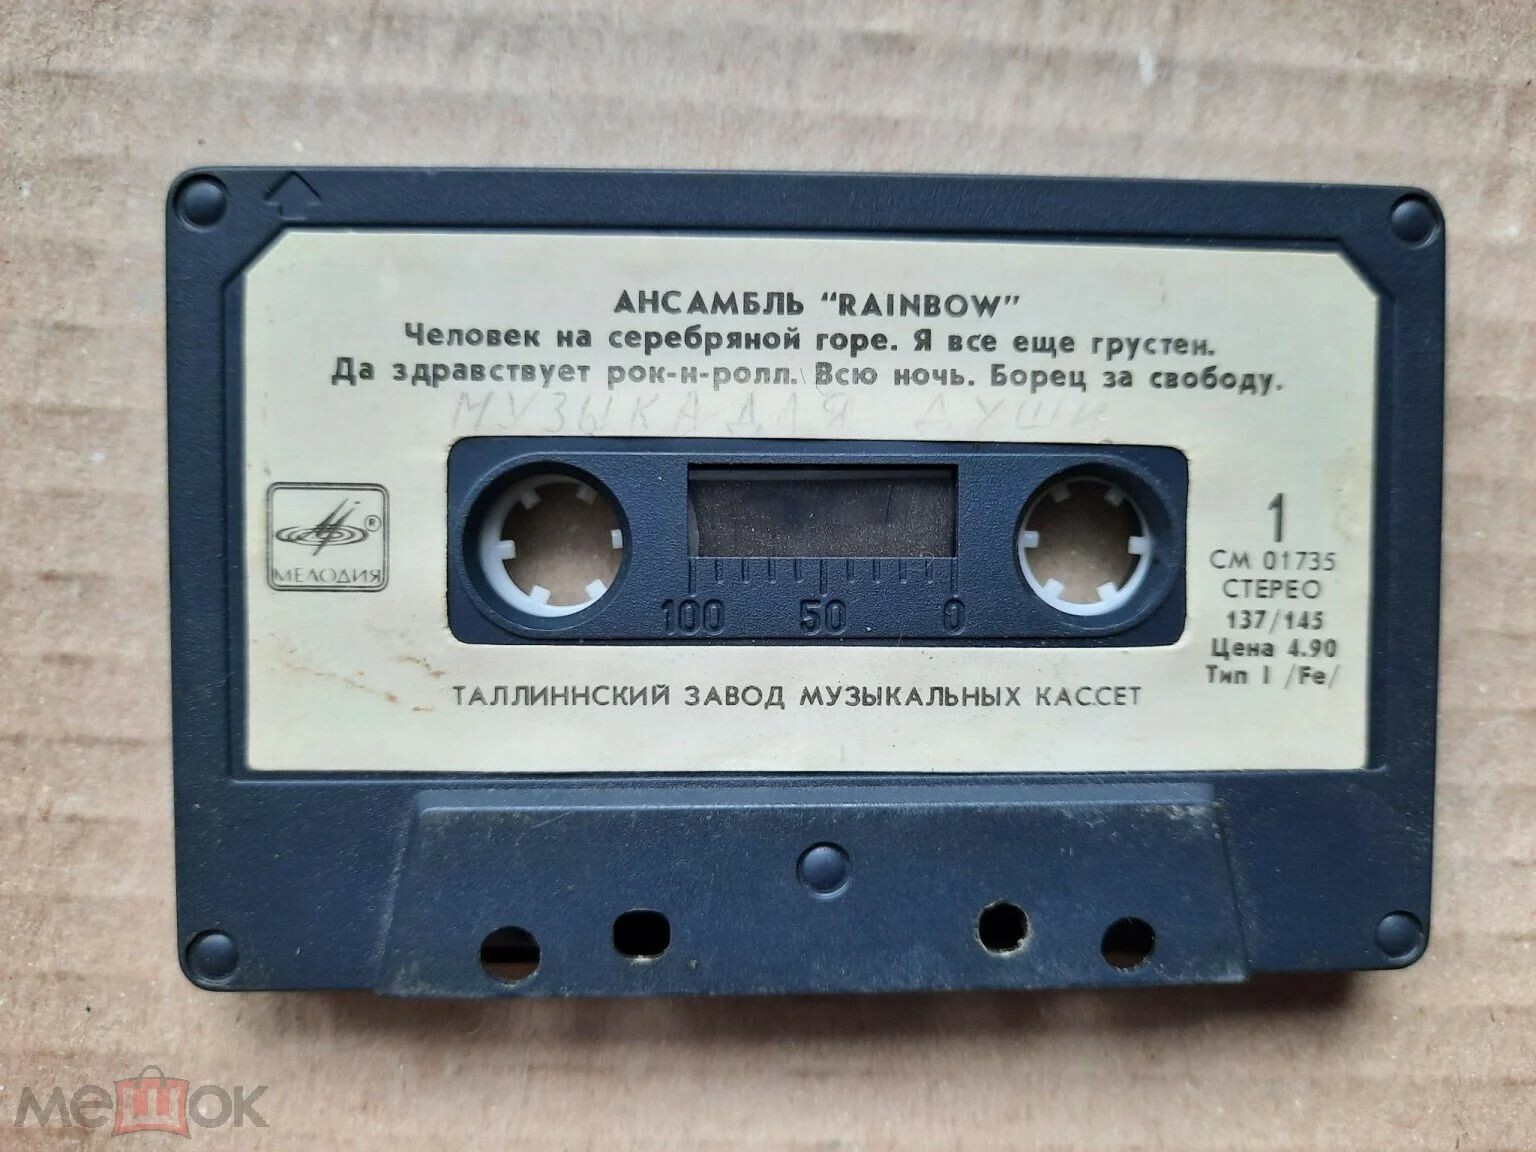 АНСАМБЛЬ "RAINBOW"
Человек на серебряной горе. Я все еще грустен.
Да здравствует рок-н-ролл. Всю ночь. Борец за свободу.
МУЗЫКА ДЛЯ ДУШИ
МЕЛОДИЯ ®
1
СМ 01735
СТЕРЕО
137/145
Цена 4.90
Тип I /Fe/
100 50 0
ТАЛЛИННСКИЙ ЗАВОД МУЗЫКАЛЬНЫХ КАССЕТ
мешок